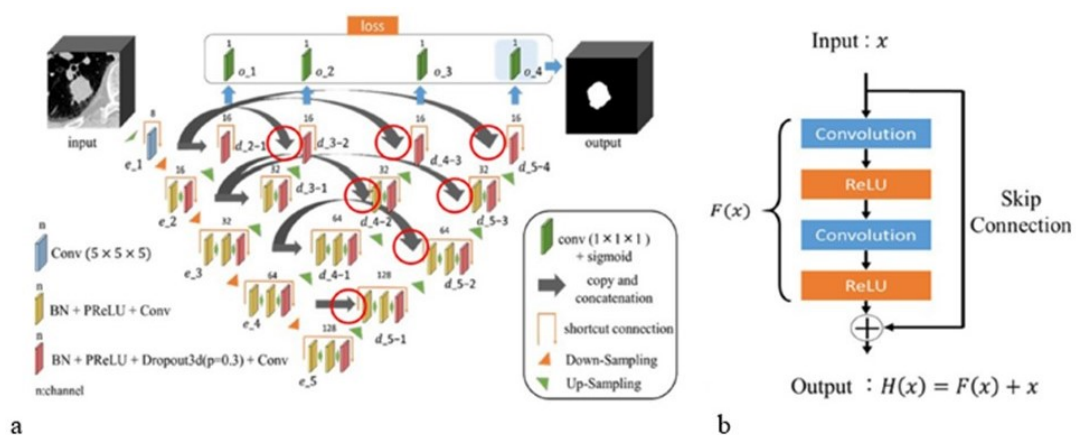 loss
1 1 1 1
o_1 o_2 o_3 o_4
input
output
8 16 16 16 16
e_1 d_2-1 d_3-2 d_4-3 d_5-4
16 32 32 32
e_2 d_3-1 d_4-2 d_5-3
32 64 64
e_3 d_4-1 d_5-2
64 128
e_4 d_5-1
128
e_5
n
Conv (5×5×5)
n
BN + PReLU + Conv
n
BN + PReLU + Dropout3d(p=0.3) + Conv
n:channel
conv (1×1×1)
+ sigmoid
copy and
concatenation
shortcut connection
Down-Sampling
Up-Sampling
a
Input : x
Convolution
ReLU
F(x)
Convolution
ReLU
Skip
Connection
Output : H(x) = F(x) + x
b